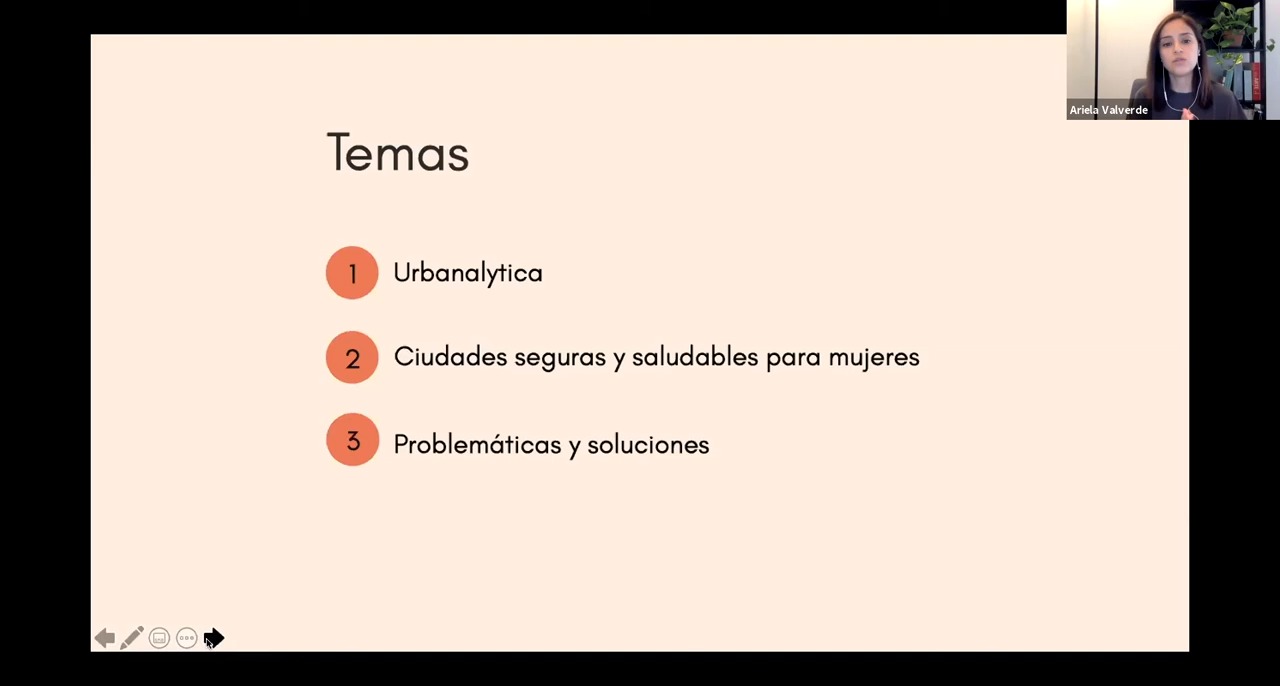 Ariela Valverde
Temas
1 Urbanalytica
2 Ciudades seguras y saludables para mujeres
3 Problemáticas y soluciones